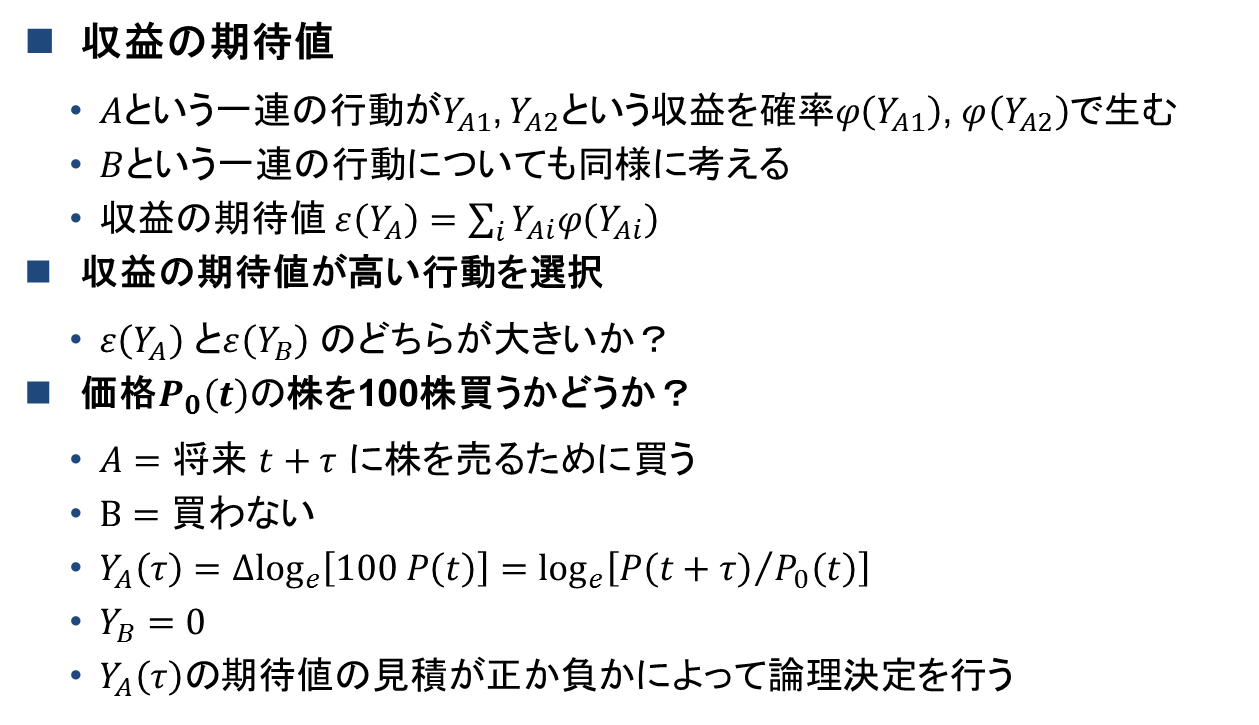 ■ 収益の期待値
• 𝐴という一連の行動が𝑌_{𝐴1}, 𝑌_{𝐴2}という収益を確率𝜑(𝑌_{𝐴1}), 𝜑(𝑌_{𝐴2})で生む
• 𝐵という一連の行動についても同様に考える
• 収益の期待値 𝜀(𝑌_𝐴) = ∑_𝑖 𝑌_{𝐴𝑖}𝜑(𝑌_{𝐴𝑖})
■ 収益の期待値が高い行動を選択
• 𝜀(𝑌_𝐴) と𝜀(𝑌_𝐵) のどちらが大きいか？
■ 価格𝑷_𝟎(𝒕)の株を100株買うかどうか？
• 𝐴 = 将来 𝑡 + 𝜏 に株を売るために買う
• B = 買わない
• 𝑌_𝐴(𝜏) = Δlog_𝑒[100 𝑃(𝑡)] = log_𝑒[𝑃(𝑡 + 𝜏)/𝑃_0(𝑡)]
• 𝑌_𝐵 = 0
• 𝑌_𝐴(𝜏)の期待値の見積が正か負かによって論理決定を行う